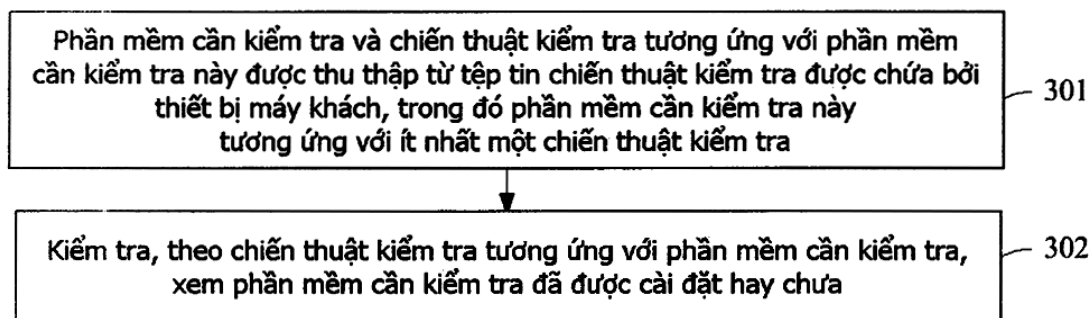 Phần mềm cần kiểm tra và chiến thuật kiểm tra tương ứng với phần mềm
cần kiểm tra này được thu thập từ tệp tin chiến thuật kiểm tra được chứa bởi
thiết bị máy khách, trong đó phần mềm cần kiểm tra này
tương ứng với ít nhất một chiến thuật kiểm tra
301
Kiểm tra, theo chiến thuật kiểm tra tương ứng với phần mềm cần kiểm tra,
xem phần mềm cần kiểm tra đã được cài đặt hay chưa
302